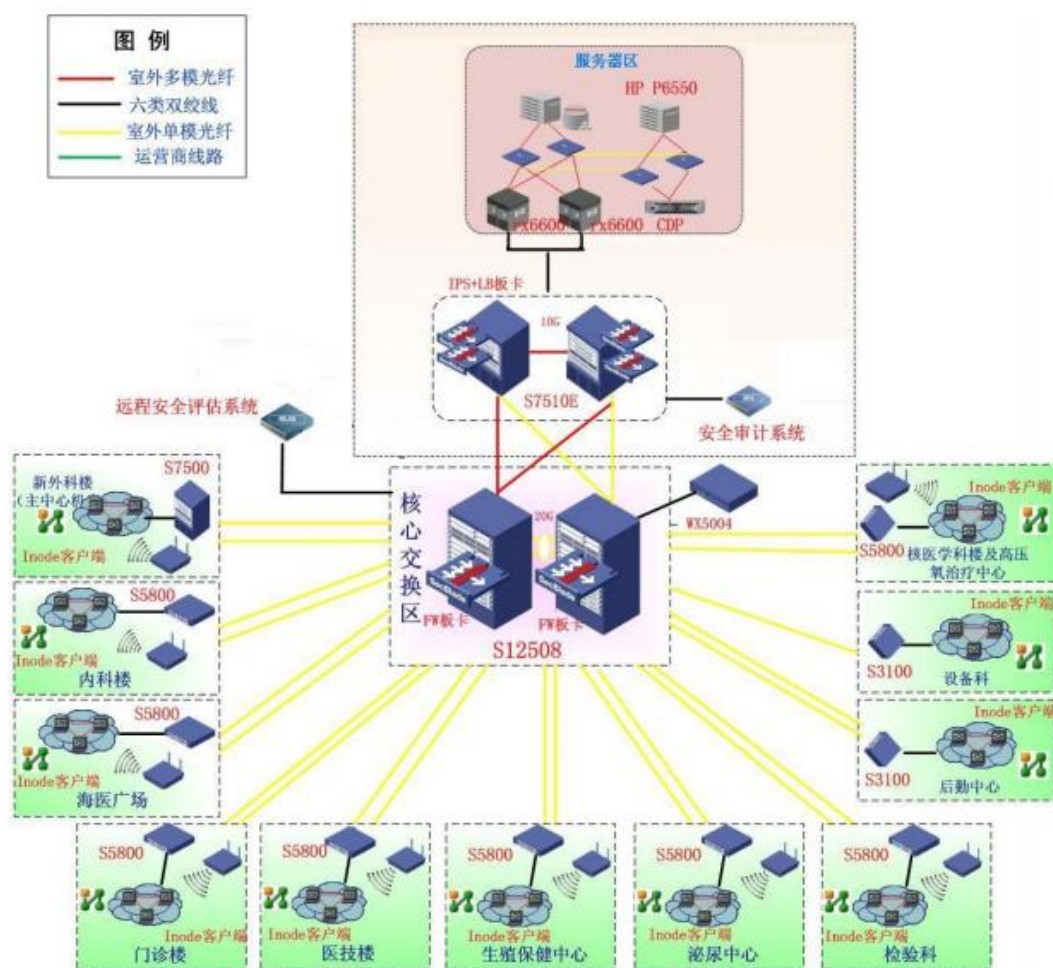 图 例
室外多模光纤
六类双绞线
室外单模光纤
运营商线路
服务器区
HP P6550
rx6600
rx6600
CDP
IPS+LB板卡
10G
S7510E
远程安全评估系统
安全审计系统
核心交换区
20G
WX5004
FW板卡
FW板卡
S12508
S7500
新外科楼
Inode客户端
S5800
Inode客户端
内科楼
S5800
Inode客户端
海医广场
Inode客户端
S5800
核医学科楼及高压
氧治疗中心
Inode客户端
S3100
设备科
Inode客户端
S3100
后勤中心
S5800
Inode客户端
门诊楼
S5800
Inode客户端
医技楼
S5800
Inode客户端
生殖保健中心
S5800
Inode客户端
泌尿中心
S5800
Inode客户端
检验科